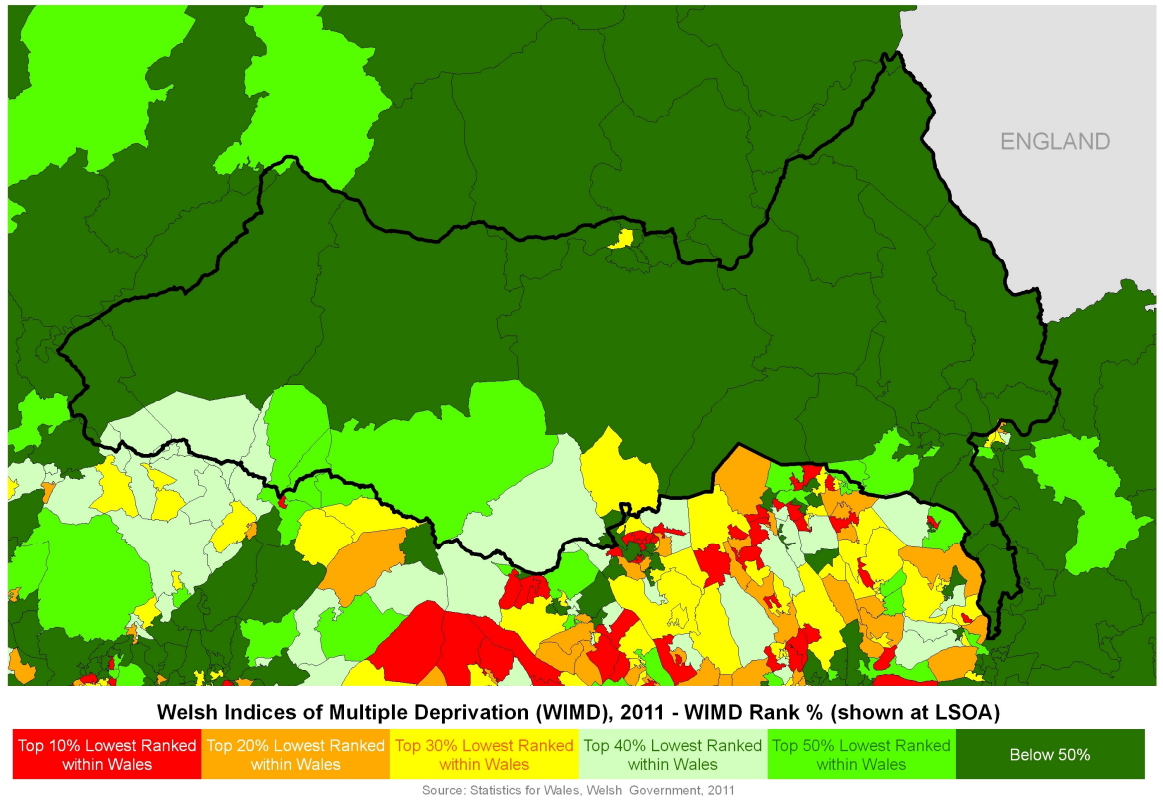 ENGLAND
Welsh Indices of Multiple Deprivation (WIMD), 2011 - WIMD Rank % (shown at LSOA)
Top 10% Lowest Ranked
within Wales
Top 20% Lowest Ranked
within Wales
Top 30% Lowest Ranked
within Wales
Top 40% Lowest Ranked
within Wales
Top 50% Lowest Ranked
within Wales
Below 50%
Source: Statistics for Wales, Welsh Government, 2011